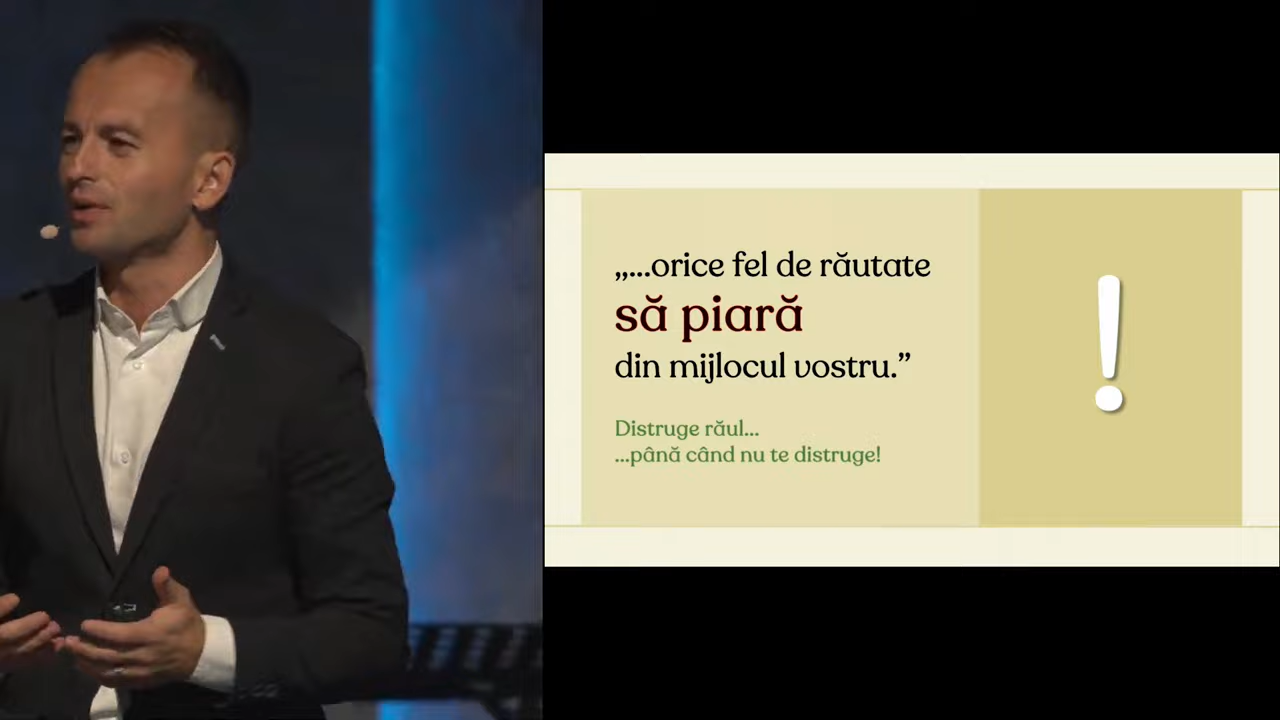 „...orice fel de răutate
să piară
din mijlocul vostru.”
Distruge răul...
...până când nu te distruge!
!